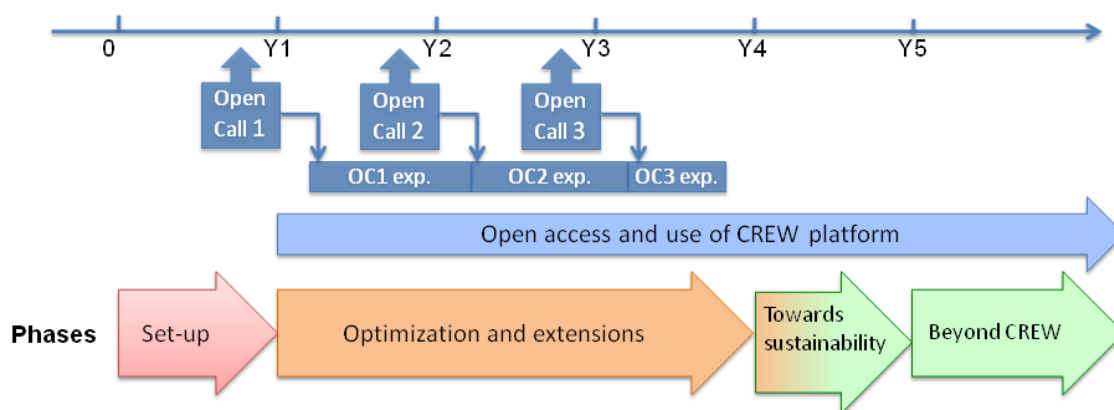 0 Y1 Y2 Y3 Y4 Y5
Open
Call 1
Open
Call 2
Open
Call 3
OC1 exp. OC2 exp. OC3 exp.
Open access and use of CREW platform
Phases
Set-up
Optimization and extensions
Towards
sustainability
Beyond CREW